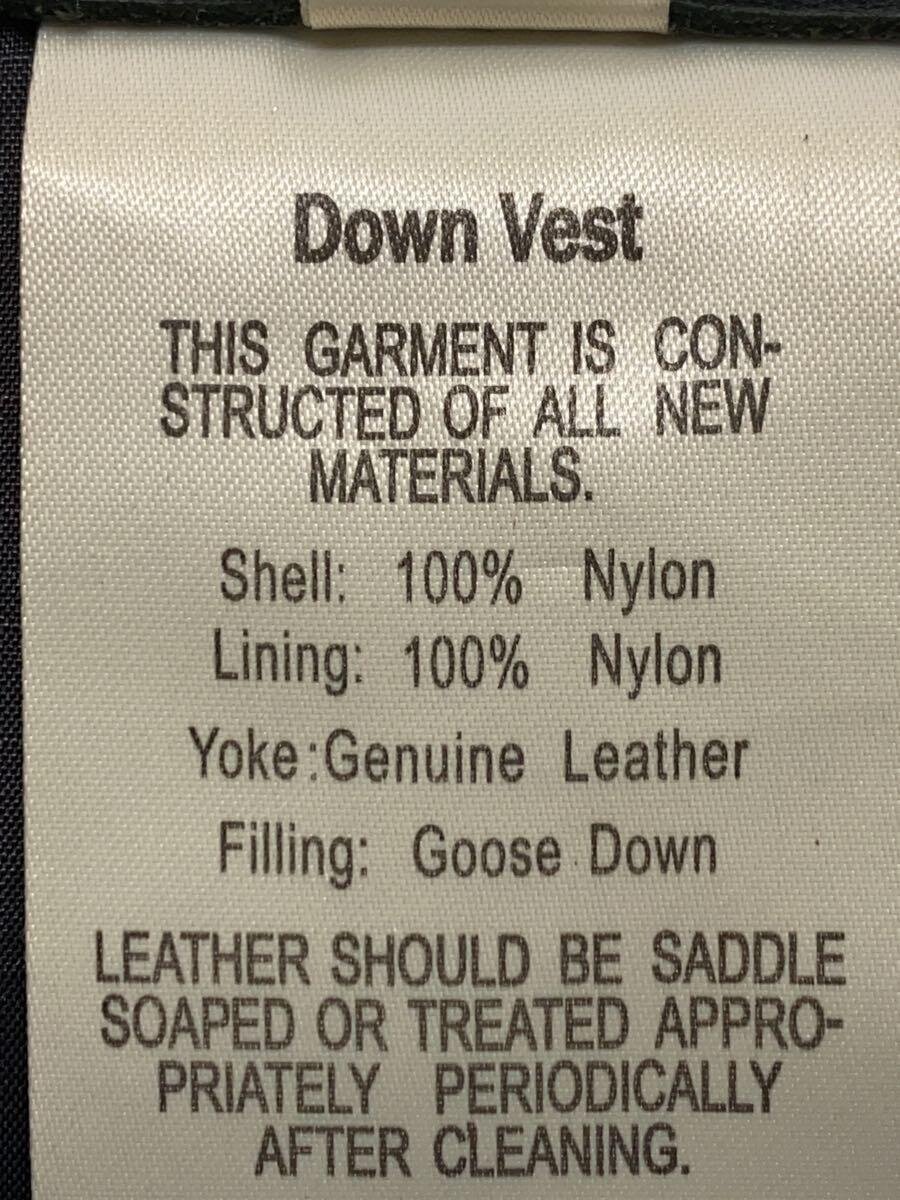 Down Vest
THIS GARMENT IS CON-
STRUCTED OF ALL NEW
MATERIALS.
Shell: 100% Nylon
Lining: 100% Nylon
Yoke:Genuine Leather
Filling: Goose Down
LEATHER SHOULD BE SADDLE
SOAPED OR TREATED APPRO-
PRIATELY PERIODICALLY
AFTER CLEANING.